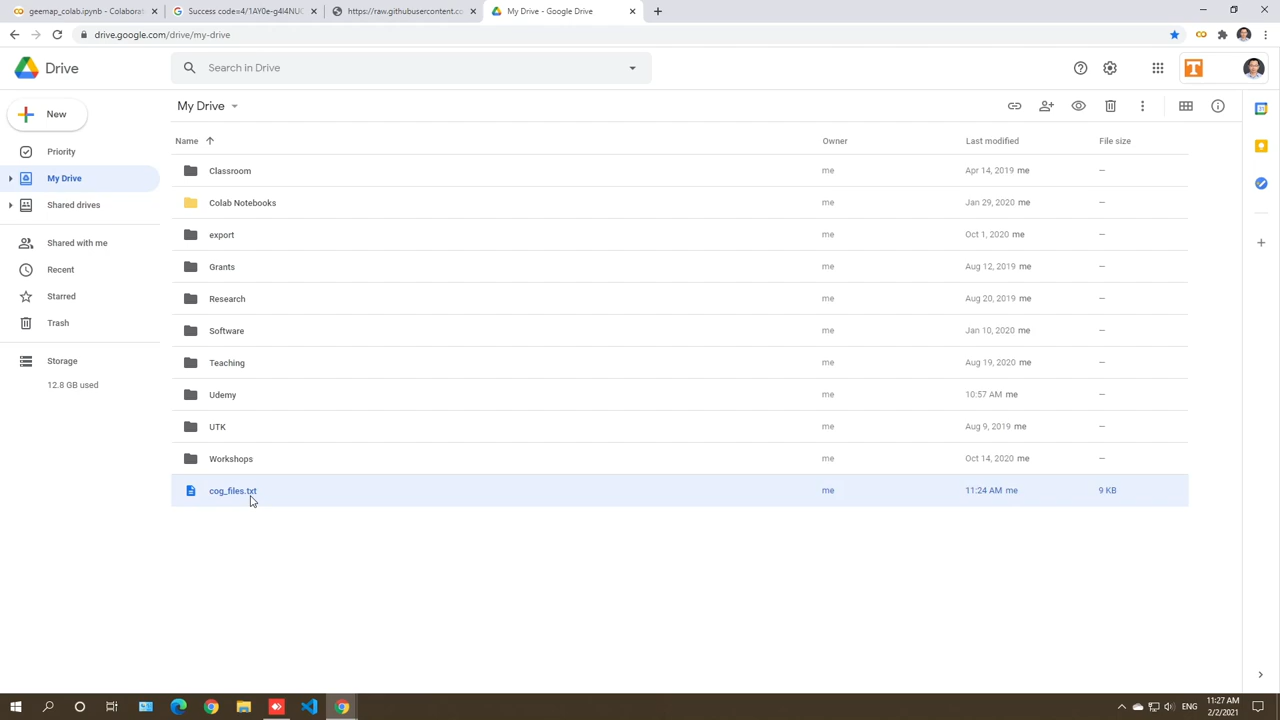 geemap_colab.ipynb - Colaborat
Success code=4/1AY0e-g4I4NUC
https://raw.githubusercontent.co
My Drive - Google Drive
drive.google.com/drive/my-drive
Drive
Search in Drive
New
My Drive
Priority
My Drive
Shared drives
Shared with me
Recent
Starred
Trash
Storage
12.8 GB used
Name Owner Last modified File size
Classroom me Apr 14, 2019 me —
Colab Notebooks me Jan 29, 2020 me —
export me Oct 1, 2020 me —
Grants me Aug 12, 2019 me —
Research me Aug 20, 2019 me —
Software me Jan 10, 2020 me —
Teaching me Aug 19, 2020 me —
Udemy me 10:57 AM me —
UTK me Aug 9, 2019 me —
Workshops me Oct 14, 2020 me —
cog_files.txt me 11:24 AM me 9 KB
ENG
11:27 AM
2/2/2021